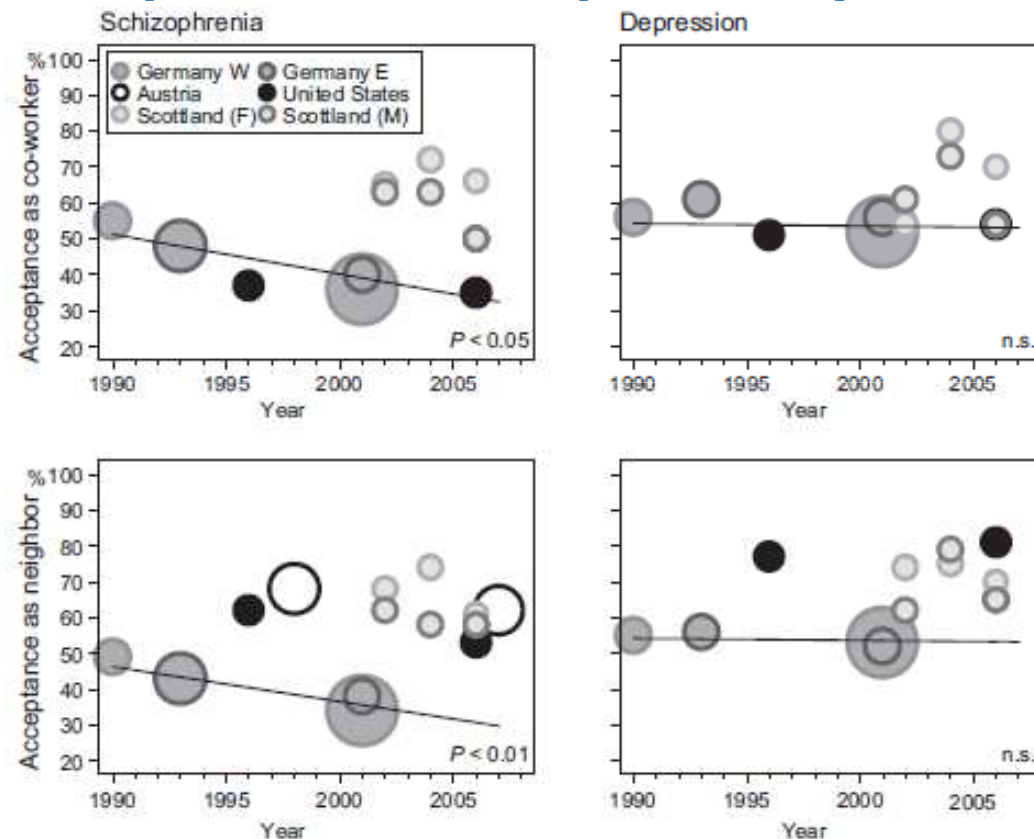 Schizophrenia
Depression
%100
90
80
70
60
50
40
30
20
Acceptance as co-worker
Germany W
Germany E
Austria
United States
Scottland (F)
Scottland (M)
P < 0.05
n.s.
1990 1995 2000 2005
Year
1990 1995 2000 2005
Year
%100
90
80
70
60
50
40
30
20
Acceptance as neighbor
P < 0.01
n.s.
1990 1995 2000 2005
Year
1990 1995 2000 2005
Year